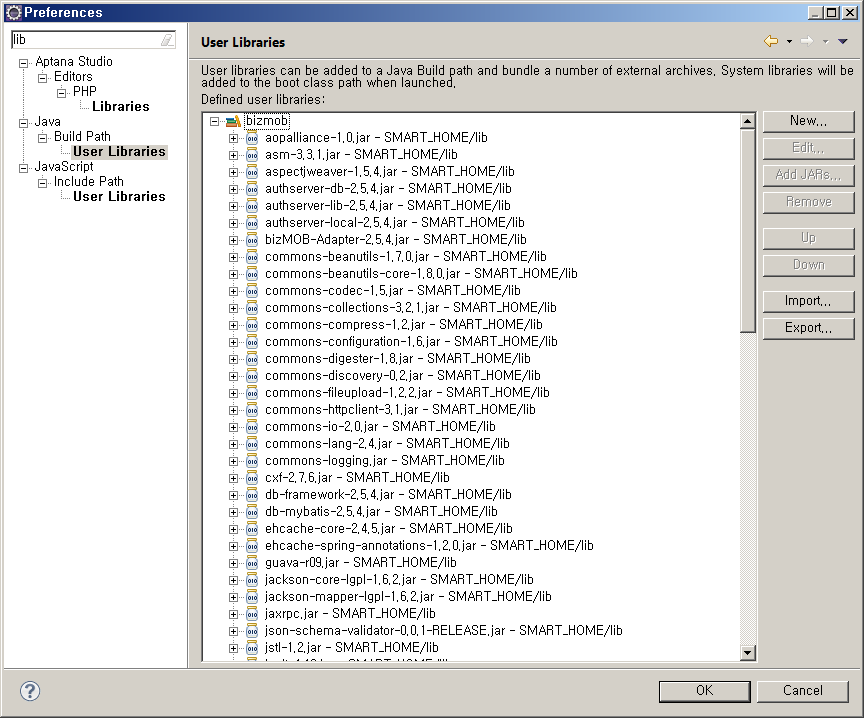 Preferences
lib
Aptana Studio
Editors
PHP
Libraries
Java
Build Path
User Libraries
JavaScript
Include Path
User Libraries
User Libraries
User libraries can be added to a Java Build path and bundle a number of external archives. System libraries will be
added to the boot class path when launched.
Defined user libraries:
bizmob
aopalliance-1.0.jar - SMART_HOME/lib
asm-3.3.1.jar - SMART_HOME/lib
aspectjweaver-1.5.4.jar - SMART_HOME/lib
authserver-db-2.5.4.jar - SMART_HOME/lib
authserver-lib-2.5.4.jar - SMART_HOME/lib
authserver-local-2.5.4.jar - SMART_HOME/lib
bizMOB-Adapter-2.5.4.jar - SMART_HOME/lib
commons-beanutils-1.7.0.jar - SMART_HOME/lib
commons-beanutils-core-1.8.0.jar - SMART_HOME/lib
commons-codec-1.5.jar - SMART_HOME/lib
commons-collections-3.2.1.jar - SMART_HOME/lib
commons-compress-1.2.jar - SMART_HOME/lib
commons-configuration-1.6.jar - SMART_HOME/lib
commons-digester-1.8.jar - SMART_HOME/lib
commons-discovery-0.2.jar - SMART_HOME/lib
commons-fileupload-1.2.2.jar - SMART_HOME/lib
commons-httpclient-3.1.jar - SMART_HOME/lib
commons-io-2.0.jar - SMART_HOME/lib
commons-lang-2.4.jar - SMART_HOME/lib
commons-logging.jar - SMART_HOME/lib
cxf-2.7.6.jar - SMART_HOME/lib
db-framework-2.5.4.jar - SMART_HOME/lib
db-mybatis-2.5.4.jar - SMART_HOME/lib
ehcache-core-2.4.5.jar - SMART_HOME/lib
ehcache-spring-annotations-1.2.0.jar - SMART_HOME/lib
guava-r09.jar - SMART_HOME/lib
jackson-core-lgpl-1.6.2.jar - SMART_HOME/lib
jackson-mapper-lgpl-1.6.2.jar - SMART_HOME/lib
jaxrpc.jar - SMART_HOME/lib
json-schema-validator-0.0.1-RELEASE.jar - SMART_HOME/lib
jstl-1.2.jar - SMART_HOME/lib
New...
Edit...
Add JARs...
Remove
Up
Down
Import...
Export...
OK
Cancel